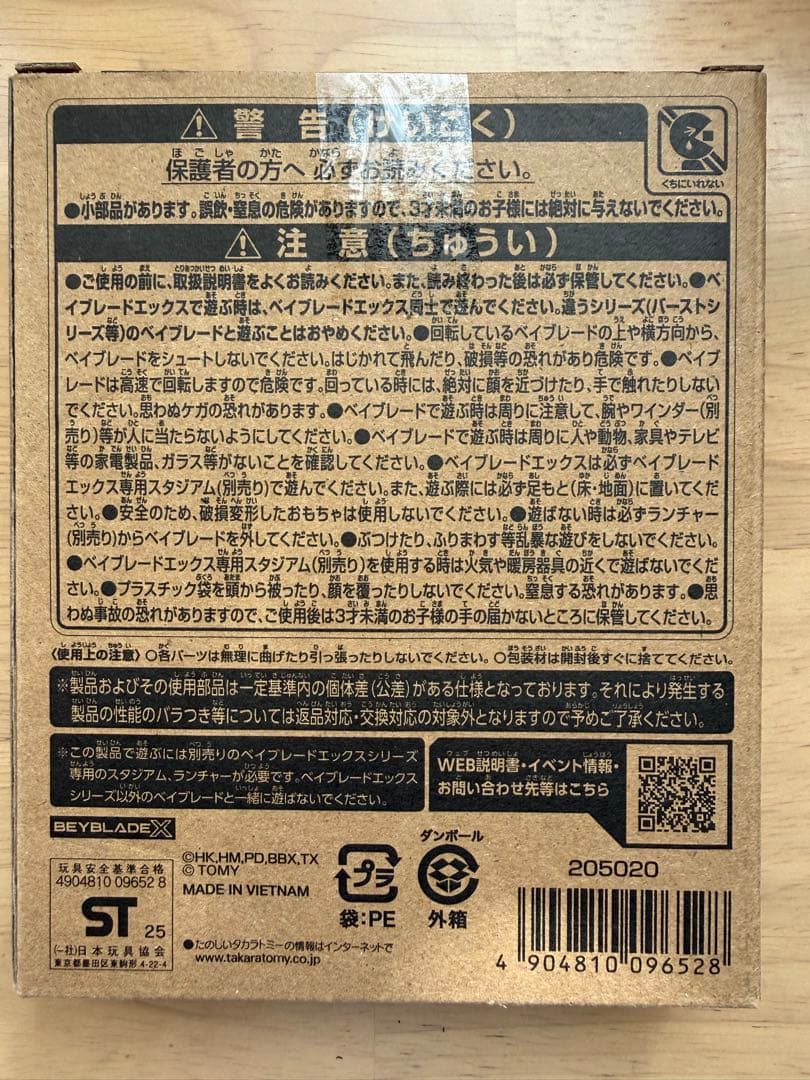 警告(けいこく)
保護者の方へ 必ずお読みください。
●小部品があります。誤飲・窒息の危険がありますので、3才未満のお子様には絶対に与えないでください。
くちにいれない
注意(ちゅうい)
●ご使用の前に、取扱説明書をよくお読みください。また、読み終わった後は必ず保管してください。●ベ
イブレードエックスで遊ぶ時は、ベイブレードエックス同士で遊んでください。違うシリーズ(バーストシ
リーズ等)のベイブレードと遊ぶことはおやめください。●回転しているベイブレードの上や横方向から、
ベイブレードをシュートしないでください。はじかれて飛んだり、破損等の恐れがあり危険です。●ベイブ
レードは高速で回転しますので危険です。回っている時には、絶対に顔を近づけたり、手で触れたりしない
でください。思わぬケガの恐れがあります。●ベイブレードで遊ぶ時は周りに注意して、腕やワインダー(別
売り)等が人に当たらないようにしてください。●ベイブレードで遊ぶ時は周りに人や動物、家具やテレビ
等の家電製品、ガラス等がないことを確認してください。●ベイブレードエックスは必ずベイブレード
エックス専用スタジアム(別売り)で遊んでください。また、遊ぶ際には必ず足もと(床・地面)に置いてくだ
さい。●安全のため、破損変形したおもちゃは使用しないでください。●遊ばない時は必ずランチャー
(別売り)からベイブレードを外してください。●ぶつけたり、ふりまわす等乱暴な遊びをしないでください。
●ベイブレードエックス専用スタジアム(別売り)を使用する時は火気や暖房器具の近くで遊ばないでくだ
さい。●プラスチック袋を頭から被ったり、顔を覆ったりしないでください。窒息する恐れがあります。●思
わぬ事故の恐れがありますので、ご使用後は3才未満のお子様の手の届かないところに保管してください。
〈使用上の注意〉○各パーツは無理に曲げたり引っ張ったりしないでください。○包装材は開封後すぐに捨ててください。
※製品およびその使用部品は一定基準内の個体差(公差)がある仕様となっております。それにより発生する
製品の性能のバラつき等については返品対応・交換対応の対象外となりますので予めご了承ください。
※この製品で遊ぶには別売りのベイブレードエックスシリーズ
専用のスタジアム、ランチャーが必要です。ベイブレードエックス
シリーズ以外のベイブレードと一緒に遊ばないでください。
WEB説明書・イベント情報・
お問い合わせ先等はこちら
BEYBLADE X
玩具安全基準合格
4904810 09652 8
ST 25
(一社)日本玩具協会
東京都墨田区東駒形4-22-4
©HK,HM,PD,BBX,TX
© TOMY
MADE IN VIETNAM
プラ
袋:PE
ダンボール
外箱
●たのしいタカラトミーの情報はインターネットで
www.takaratomy.co.jp
205020
4 904810 096528